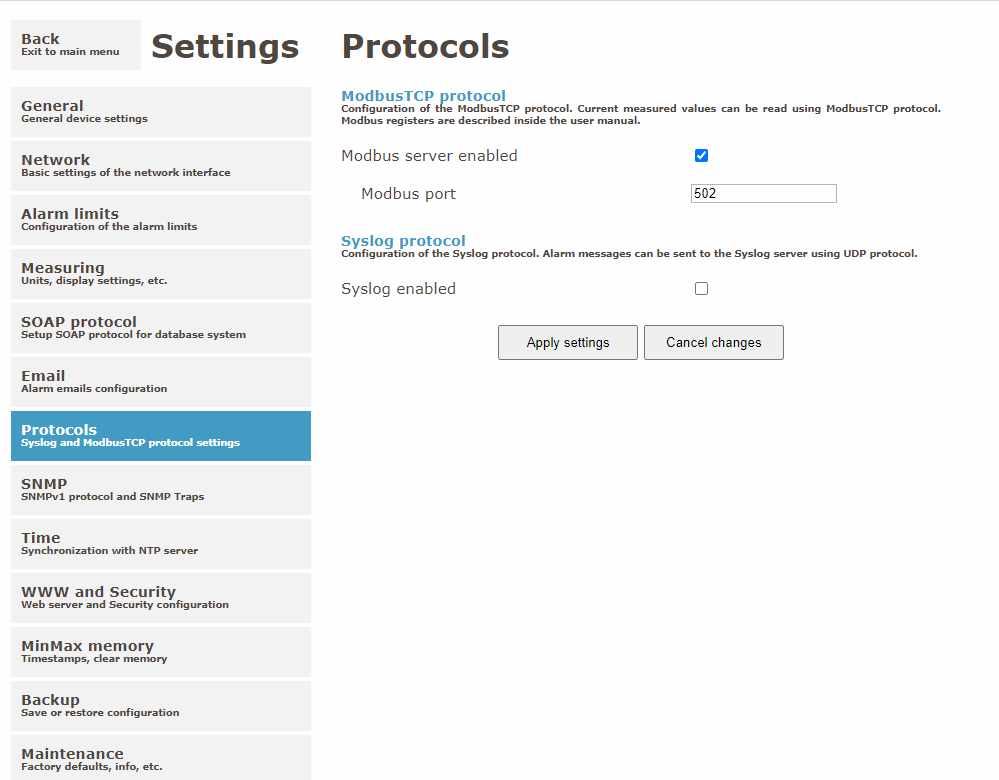 Back
Exit to main menu
Settings
General
General device settings
Network
Basic settings of the network interface
Alarm limits
Configuration of the alarm limits
Measuring
Units, display settings, etc.
SOAP protocol
Setup SOAP protocol for database system
Email
Alarm emails configuration
Protocols
Syslog and ModbusTCP protocol settings
SNMP
SNMPv1 protocol and SNMP Traps
Time
Synchronization with NTP server
WWW and Security
Web server and Security configuration
MinMax memory
Timestamps, clear memory
Backup
Save or restore configuration
Maintenance
Factory defaults, info, etc.
Protocols
ModbusTCP protocol
Configuration of the ModbusTCP protocol. Current measured values can be read using ModbusTCP protocol.
Modbus registers are described inside the user manual.
Modbus server enabled
Modbus port 502
Syslog protocol
Configuration of the Syslog protocol. Alarm messages can be sent to the Syslog server using UDP protocol.
Syslog enabled
Apply settings Cancel changes